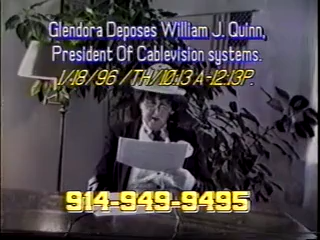 Glendora Deposes William J. Quinn,
President Of Cablevision systems.
1/18/96 /TH/10:13 A-12:13P.
914-949-9495